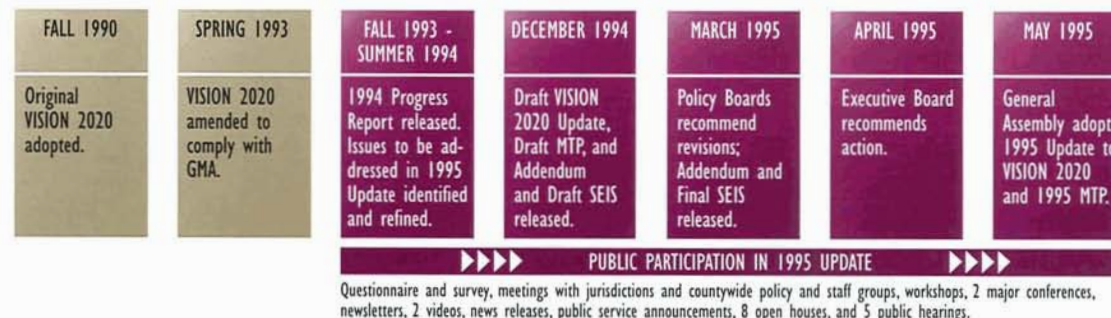 FALL 1990
Original
VISION 2020
adopted.
SPRING 1993
VISION 2020
amended to
comply with
GMA.
FALL 1993 -
SUMMER 1994
1994 Progress
Report released.
Issues to be ad-
dressed in 1995
Update identified
and refined.
DECEMBER 1994
Draft VISION
2020 Update,
Draft MTP, and
Addendum
and Draft SEIS
released.
MARCH 1995
Policy Boards
recommend
revisions;
Addendum and
Final SEIS
released.
APRIL 1995
Executive Board
recommends
action.
MAY 1995
General
Assembly adopt
1995 Update to
VISION 2020
and 1995 MTP.
PUBLIC PARTICIPATION IN 1995 UPDATE
Questionnaire and survey, meetings with jurisdictions and countywide policy and staff groups, workshops, 2 major conferences,
newsletters, 2 videos, news releases, public service announcements, 8 open houses, and 5 public hearings.